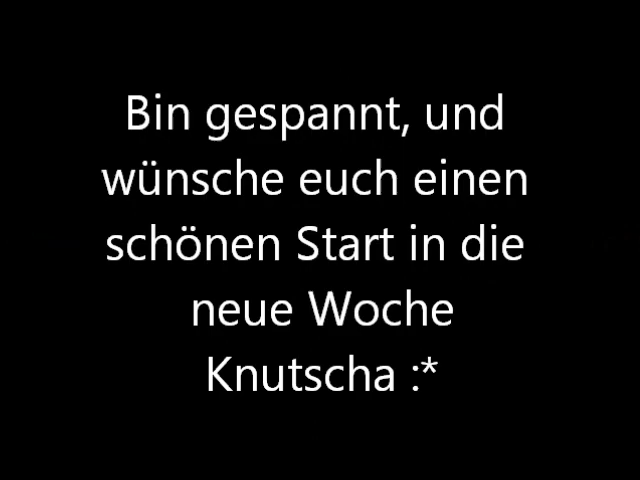 Bin gespannt, und
wünsche euch einen
schönen Start in die
neue Woche
Knutscha :*